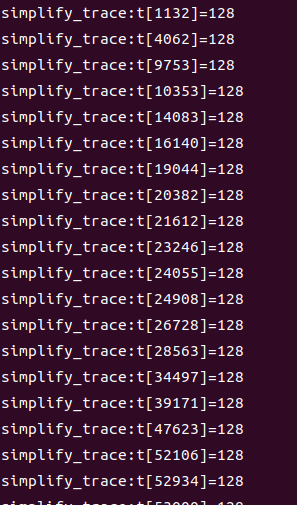 simplify_trace:t[1132]=128
simplify_trace:t[4062]=128
simplify_trace:t[9753]=128
simplify_trace:t[10353]=128
simplify_trace:t[14083]=128
simplify_trace:t[16140]=128
simplify_trace:t[19044]=128
simplify_trace:t[20382]=128
simplify_trace:t[21612]=128
simplify_trace:t[23246]=128
simplify_trace:t[24055]=128
simplify_trace:t[24908]=128
simplify_trace:t[26728]=128
simplify_trace:t[28563]=128
simplify_trace:t[34497]=128
simplify_trace:t[39171]=128
simplify_trace:t[47623]=128
simplify_trace:t[52106]=128
simplify_trace:t[52934]=128